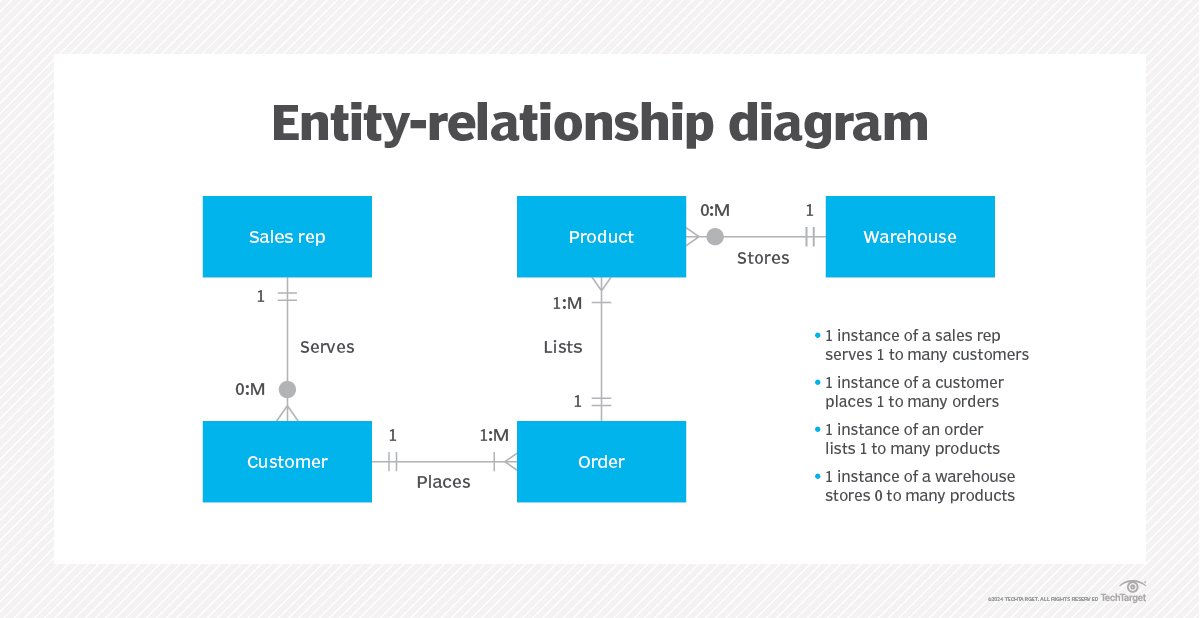 Entity-relationship diagram
Sales rep
Product
0:M
1
Warehouse
Stores
1
1:M
Serves
Lists
0:M
1
Customer
1
1:M
Order
Places
• 1 instance of a sales rep
serves 1 to many customers
• 1 instance of a customer
places 1 to many orders
• 1 instance of an order
lists 1 to many products
• 1 instance of a warehouse
stores 0 to many products
©2024 TECHTARGET. ALL RIGHTS RESERVED
TechTarget